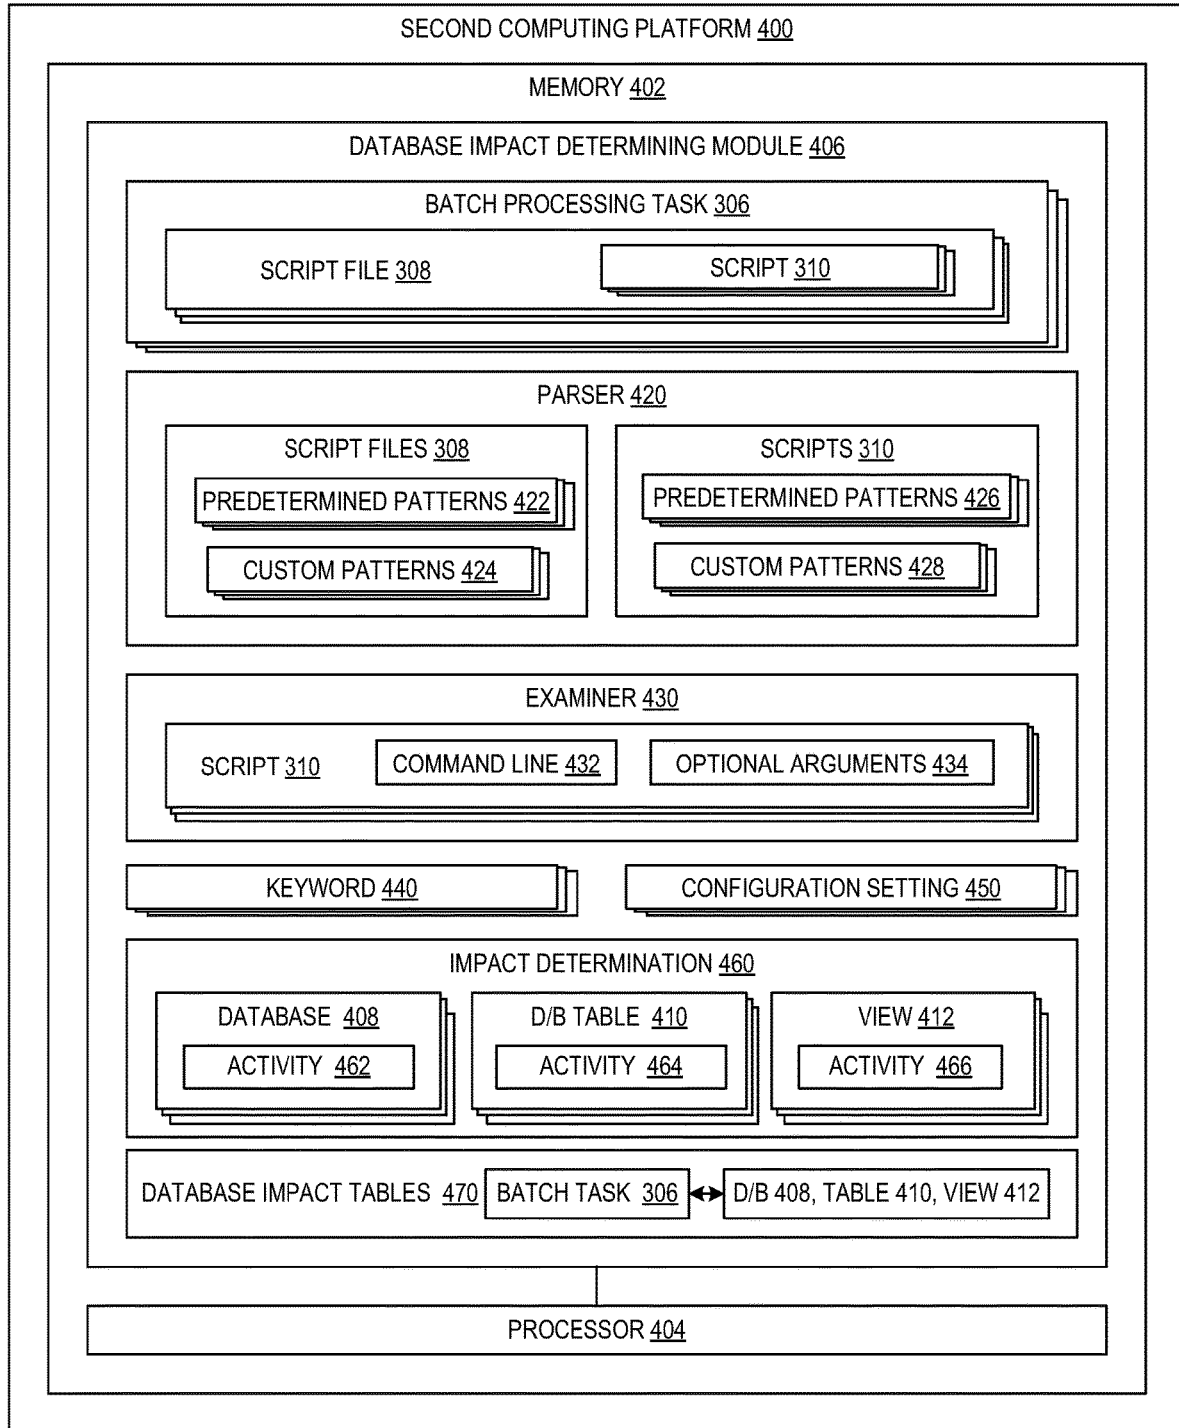 SECOND COMPUTING PLATFORM 400
MEMORY 402
DATABASE IMPACT DETERMINING MODULE 406
BATCH PROCESSING TASK 306
SCRIPT FILE 308
SCRIPT 310
PARSER 420
SCRIPT FILES 308
PREDETERMINED PATTERNS 422
CUSTOM PATTERNS 424
SCRIPTS 310
PREDETERMINED PATTERNS 426
CUSTOM PATTERNS 428
EXAMINER 430
SCRIPT 310
COMMAND LINE 432
OPTIONAL ARGUMENTS 434
KEYWORD 440
CONFIGURATION SETTING 450
IMPACT DETERMINATION 460
DATABASE 408
ACTIVITY 462
D/B TABLE 410
ACTIVITY 464
VIEW 412
ACTIVITY 466
DATABASE IMPACT TABLES 470
BATCH TASK 306
D/B 408, TABLE 410, VIEW 412
PROCESSOR 404